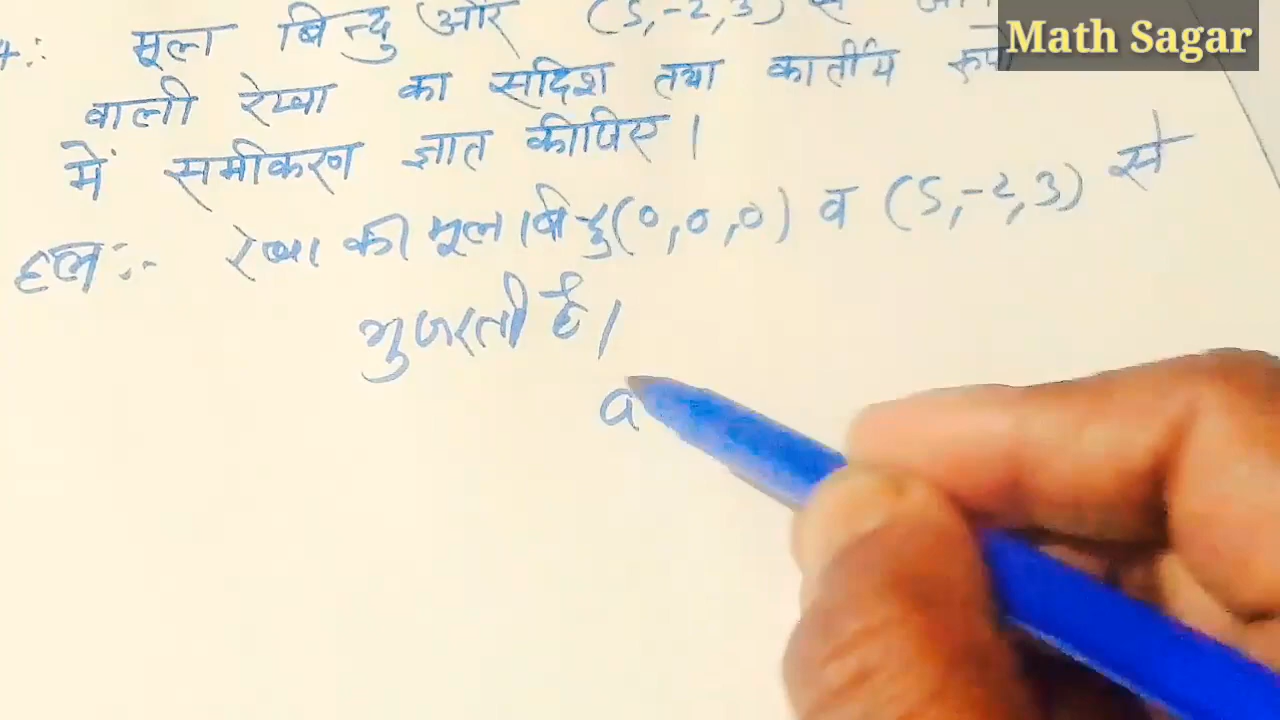 मूल बिन्दु और (5,-2,3) से
Math Sagar
वाली रेखा का सदिश तथा कार्तीय
में समीकरण ज्ञात कीजिए।
हल:- रेखा की मूल बिन्दु (0,0,0) व (5,-2,3) से
गुजरती है।
a